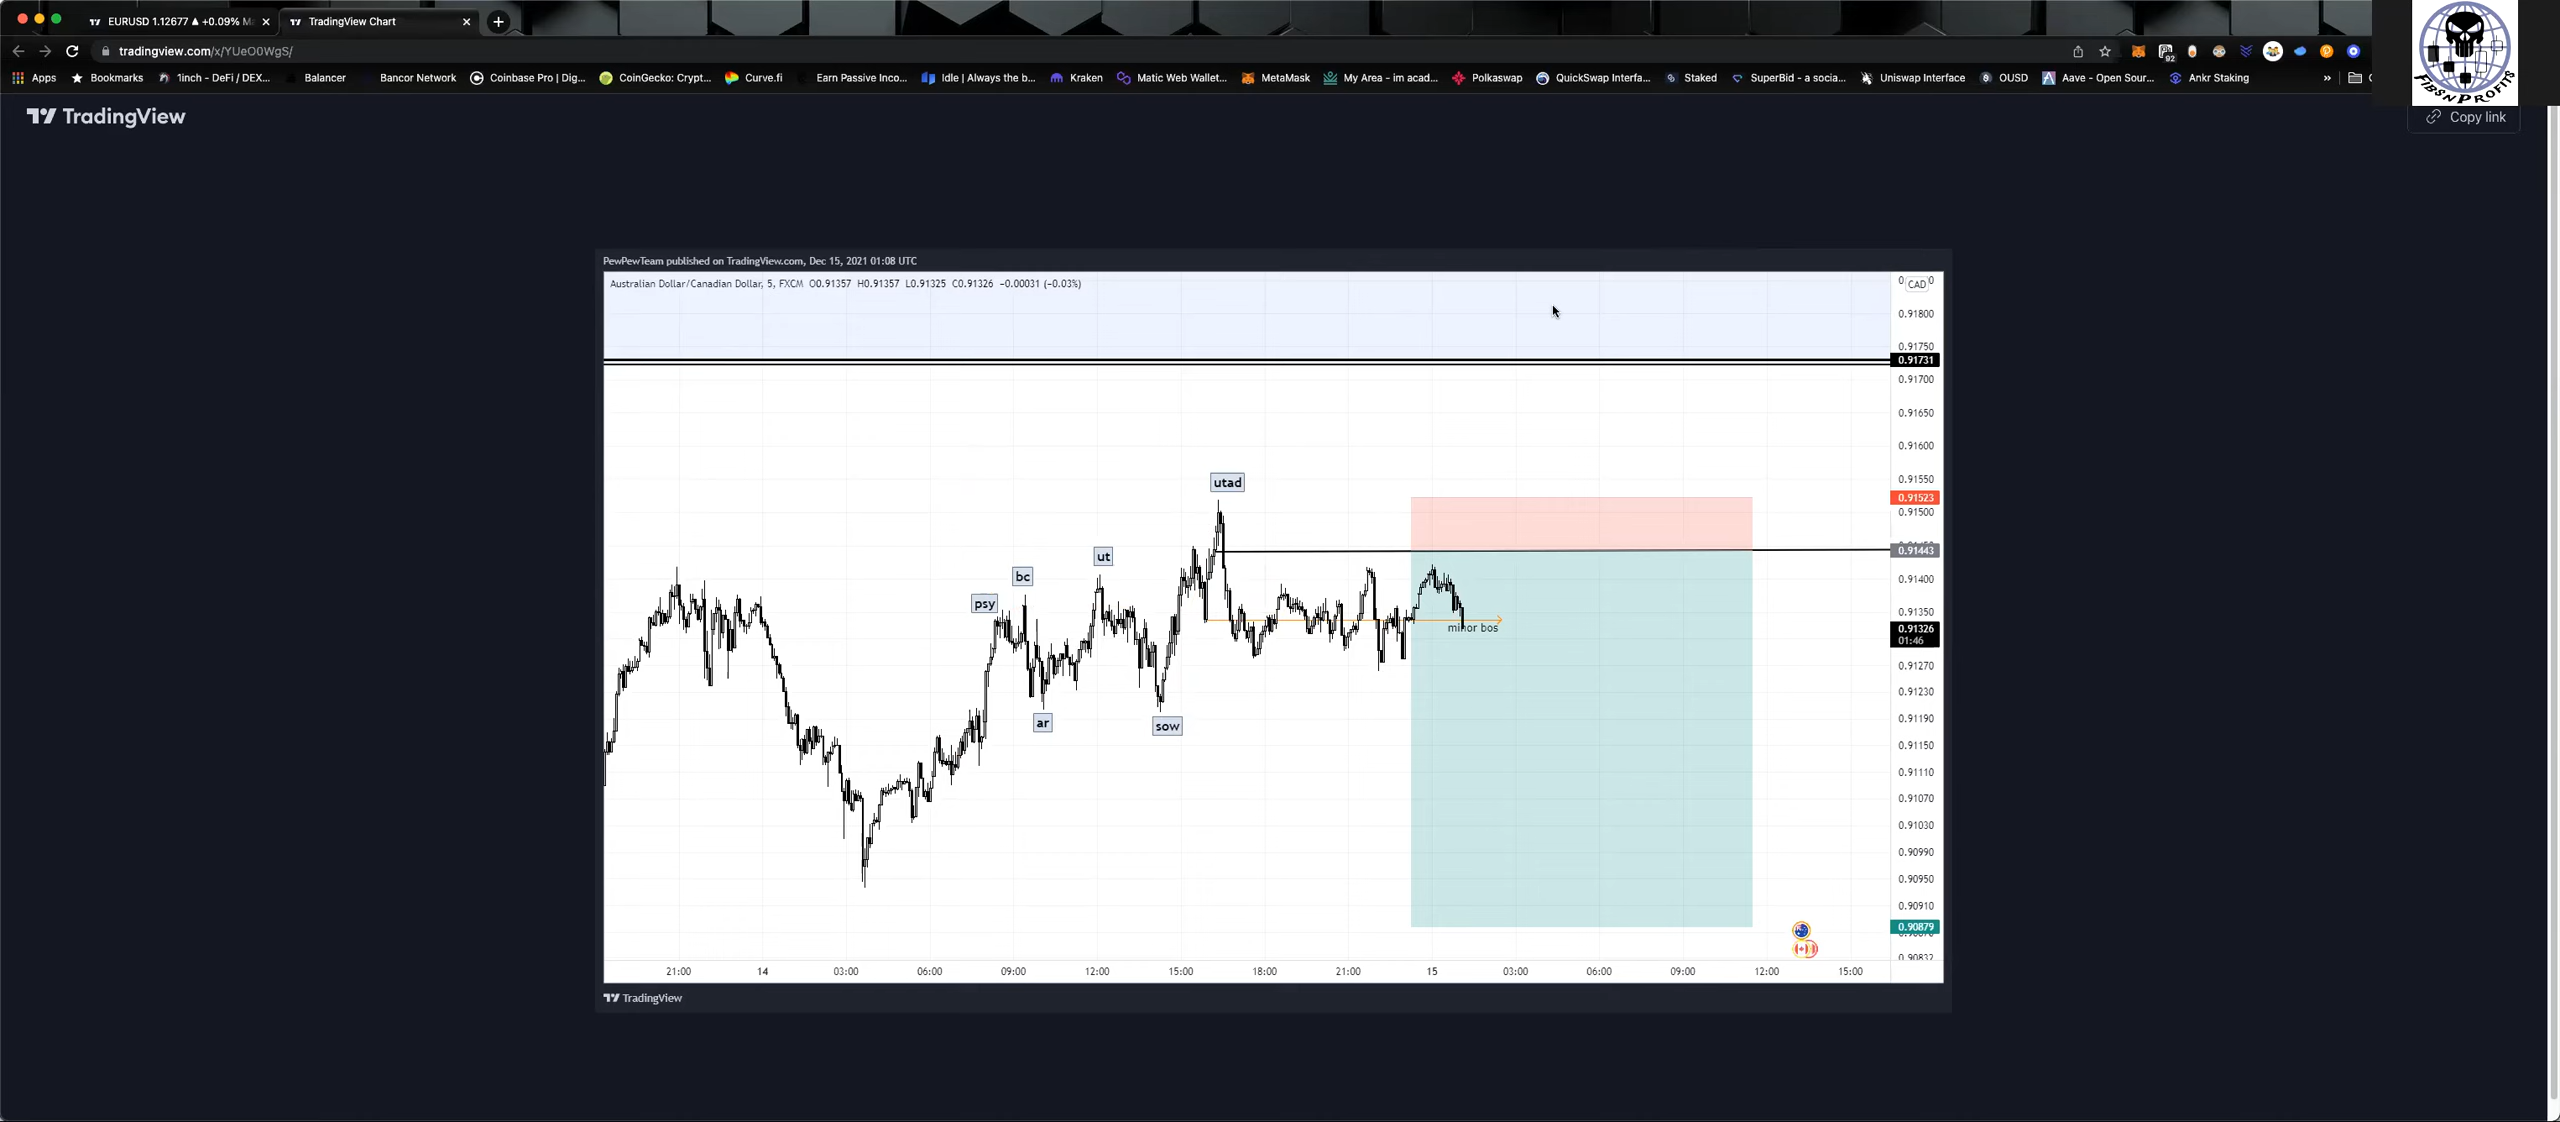 EURUSD 1.12677 ▲ +0.09% M
TradingView Chart
tradingview.com/x/YUeO0WgS/
92
Apps
Bookmarks
1inch - DeFi / DEX...
Balancer
Bancor Network
Coinbase Pro | Dig...
CoinGecko: Crypt...
Curve.fi
Earn Passive Inco...
Idle | Always the b...
Kraken
Matic Web Wallet...
MetaMask
My Area - im acad...
Polkaswap
QuickSwap Interfa...
Staked
SuperBid - a socia...
Uniswap Interface
OUSD
Aave - Open Sour...
Ankr Staking
»
FIBSNPROFITS
TradingView
Copy link
PewPewTeam published on TradingView.com, Dec 15, 2021 01:08 UTC
Australian Dollar/Canadian Dollar, 5, FXCM O0.91357 H0.91357 L0.91325 C0.91326 −0.00031 (−0.03%)
CAD
0.91800
0.91750
0.91731
0.91700
0.91650
0.91600
0.91550
0.91523
0.91500
0.91443
0.91400
0.91350
0.91326
01:46
0.91270
0.91230
0.91190
0.91150
0.91110
0.91070
0.91030
0.90990
0.90950
0.90910
0.90879
0.90832
utad
ut
bc
psy
minor bos
ar
sow
21:00
14
03:00
06:00
09:00
12:00
15:00
18:00
21:00
15
03:00
06:00
09:00
12:00
15:00
TradingView